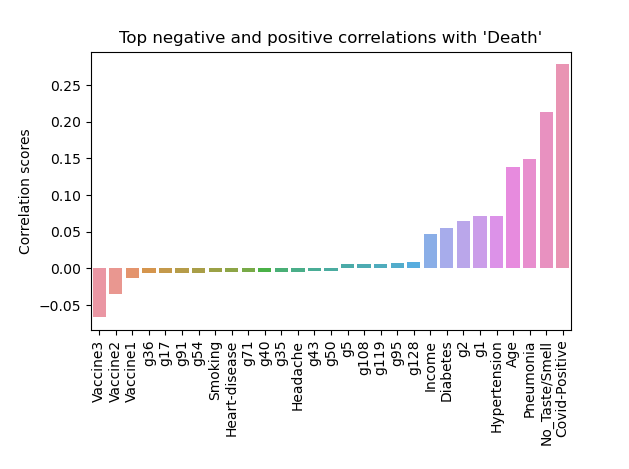 Top negative and positive correlations with 'Death'
Correlation scores
0.25
0.20
0.15
0.10
0.05
0.00
−0.05
Vaccine3
Vaccine2
Vaccine1
g36
g17
g91
g54
Smoking
Heart-disease
g71
g40
g35
Headache
g43
g50
g5
g108
g119
g95
g128
Income
Diabetes
g2
g1
Hypertension
Age
Pneumonia
No_Taste/Smell
Covid-Positive